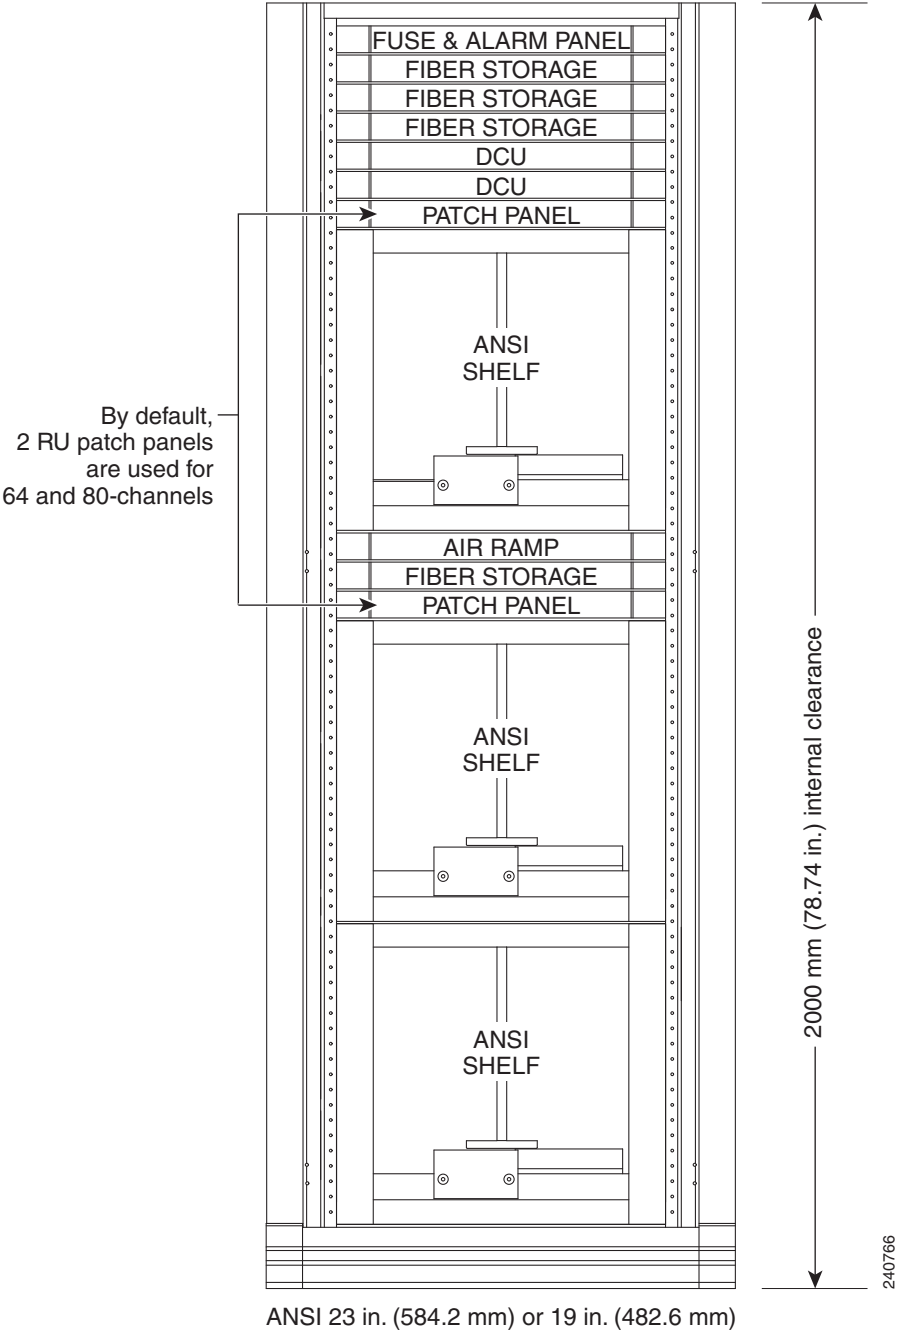 FUSE & ALARM PANEL
FIBER STORAGE
FIBER STORAGE
FIBER STORAGE
DCU
DCU
PATCH PANEL
ANSI
SHELF
By default,
2 RU patch panels
are used for
64 and 80-channels
AIR RAMP
FIBER STORAGE
PATCH PANEL
ANSI
SHELF
ANSI
SHELF
2000 mm (78.74 in.) internal clearance
240766
ANSI 23 in. (584.2 mm) or 19 in. (482.6 mm)